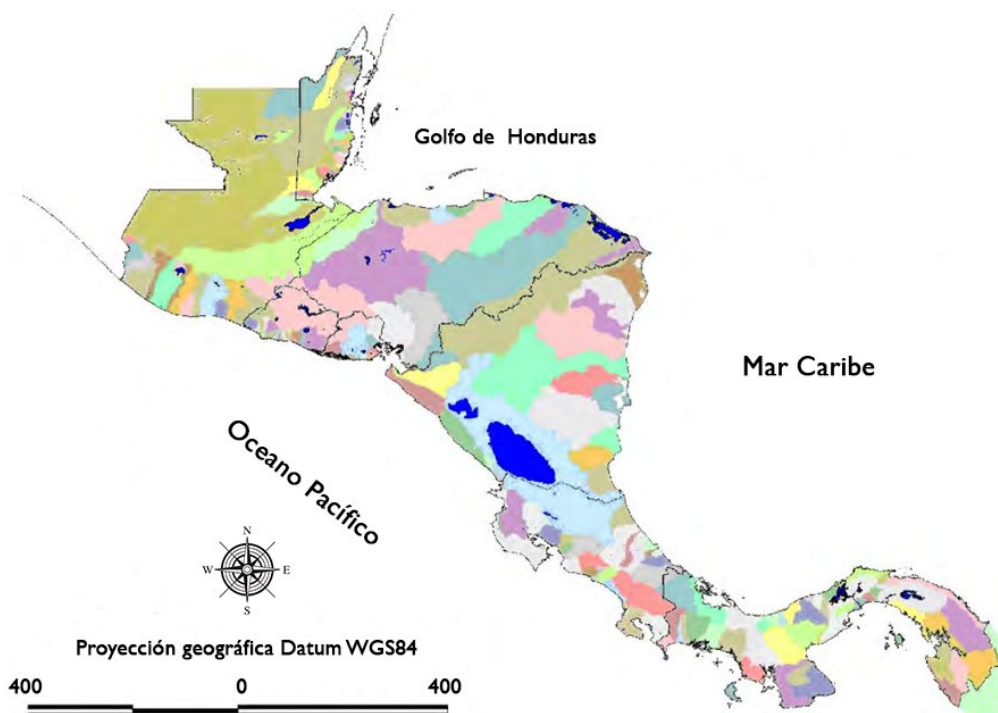 Golfo de Honduras
Mar Caribe
Oceano Pacífico
N
W E
S
Proyección geográfica Datum WGS84
400 0 400